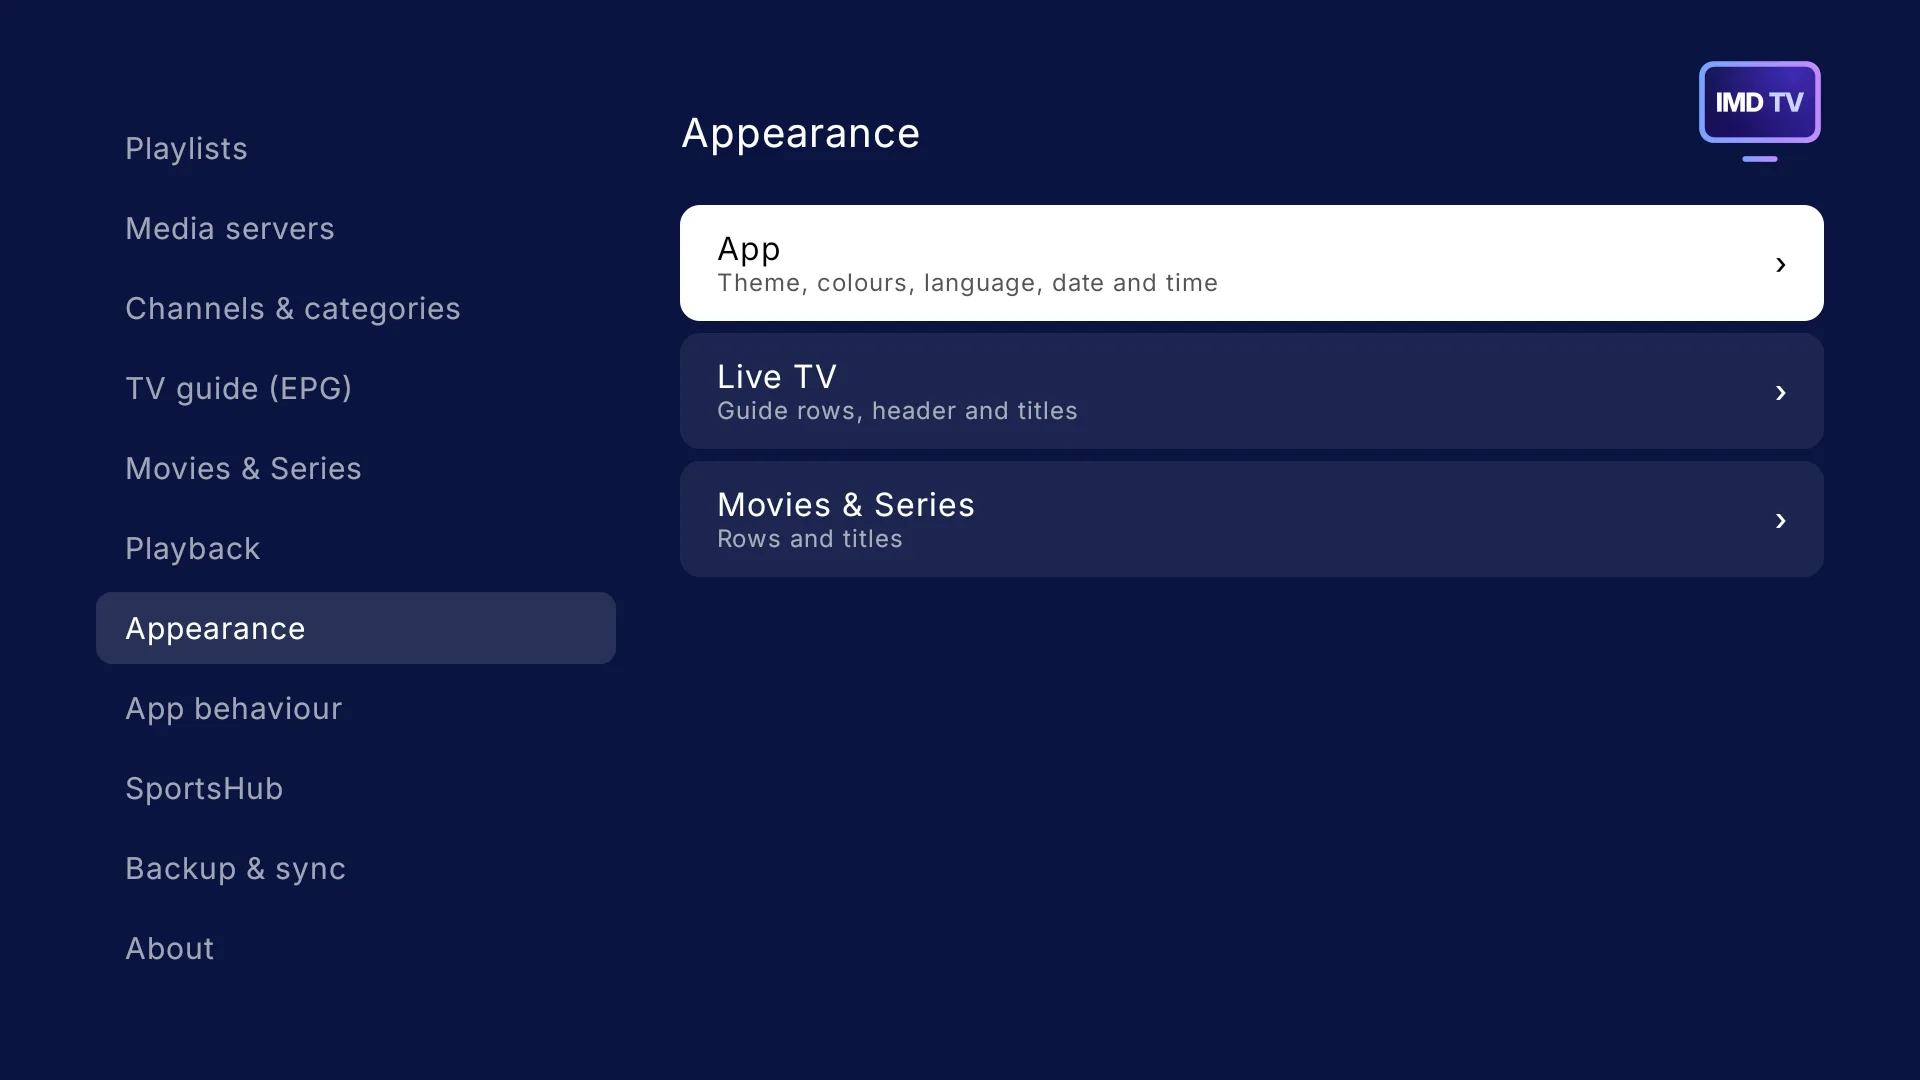 IMD TV
Playlists
Media servers
Channels & categories
TV guide (EPG)
Movies & Series
Playback
Appearance
App behaviour
SportsHub
Backup & sync
About
Appearance
App
Theme, colours, language, date and time
Live TV
Guide rows, header and titles
Movies & Series
Rows and titles